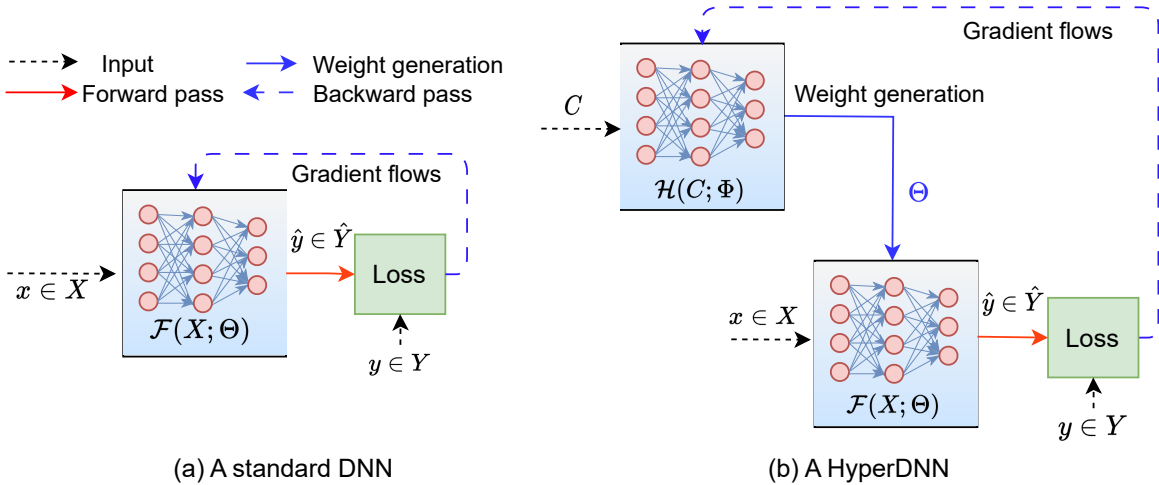 Input
Weight generation
Forward pass
Backward pass
Gradient flows
x ∈ X
ŷ ∈ Ŷ
Loss
F(X; Θ)
y ∈ Y
(a) A standard DNN
Gradient flows
C
Weight generation
H(C; Φ)
Θ
x ∈ X
ŷ ∈ Ŷ
Loss
F(X; Θ)
y ∈ Y
(b) A HyperDNN